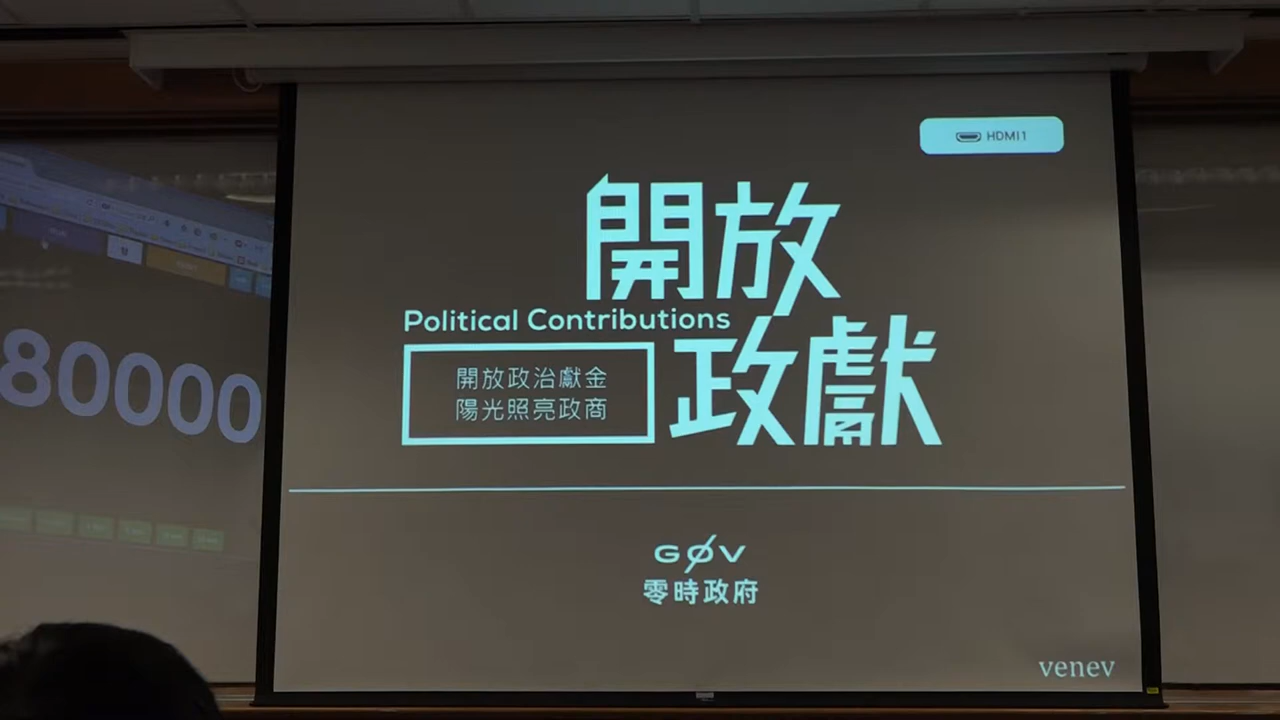 HDMI1
開放
Political Contributions
政獻
開放政治獻金
陽光照亮政商
80000
GØV
零時政府
venev